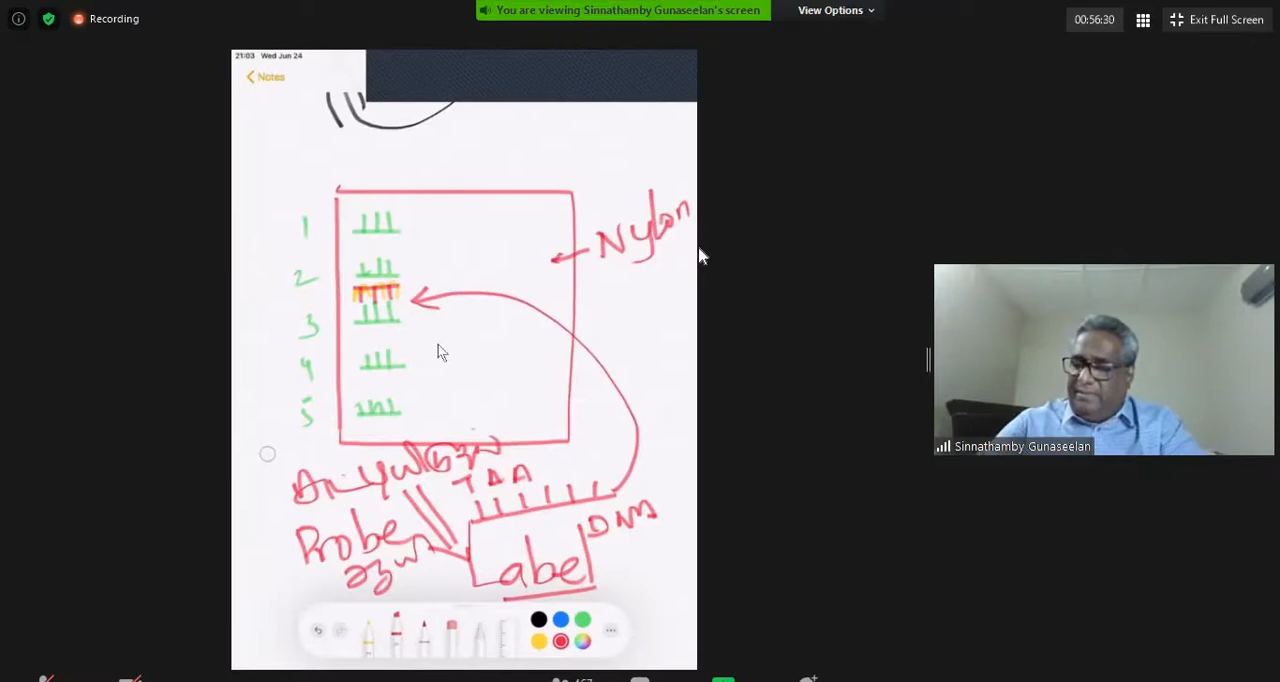 Recording
You are viewing Sinnathamby Gunaseelan's screen
View Options
00:56:30
Exit Full Screen
21:03 Wed Jun 24
Notes
Nylon
1
2
3
4
5
T A A
DNA
Probe
Label
Sinnathamby Gunaseelan